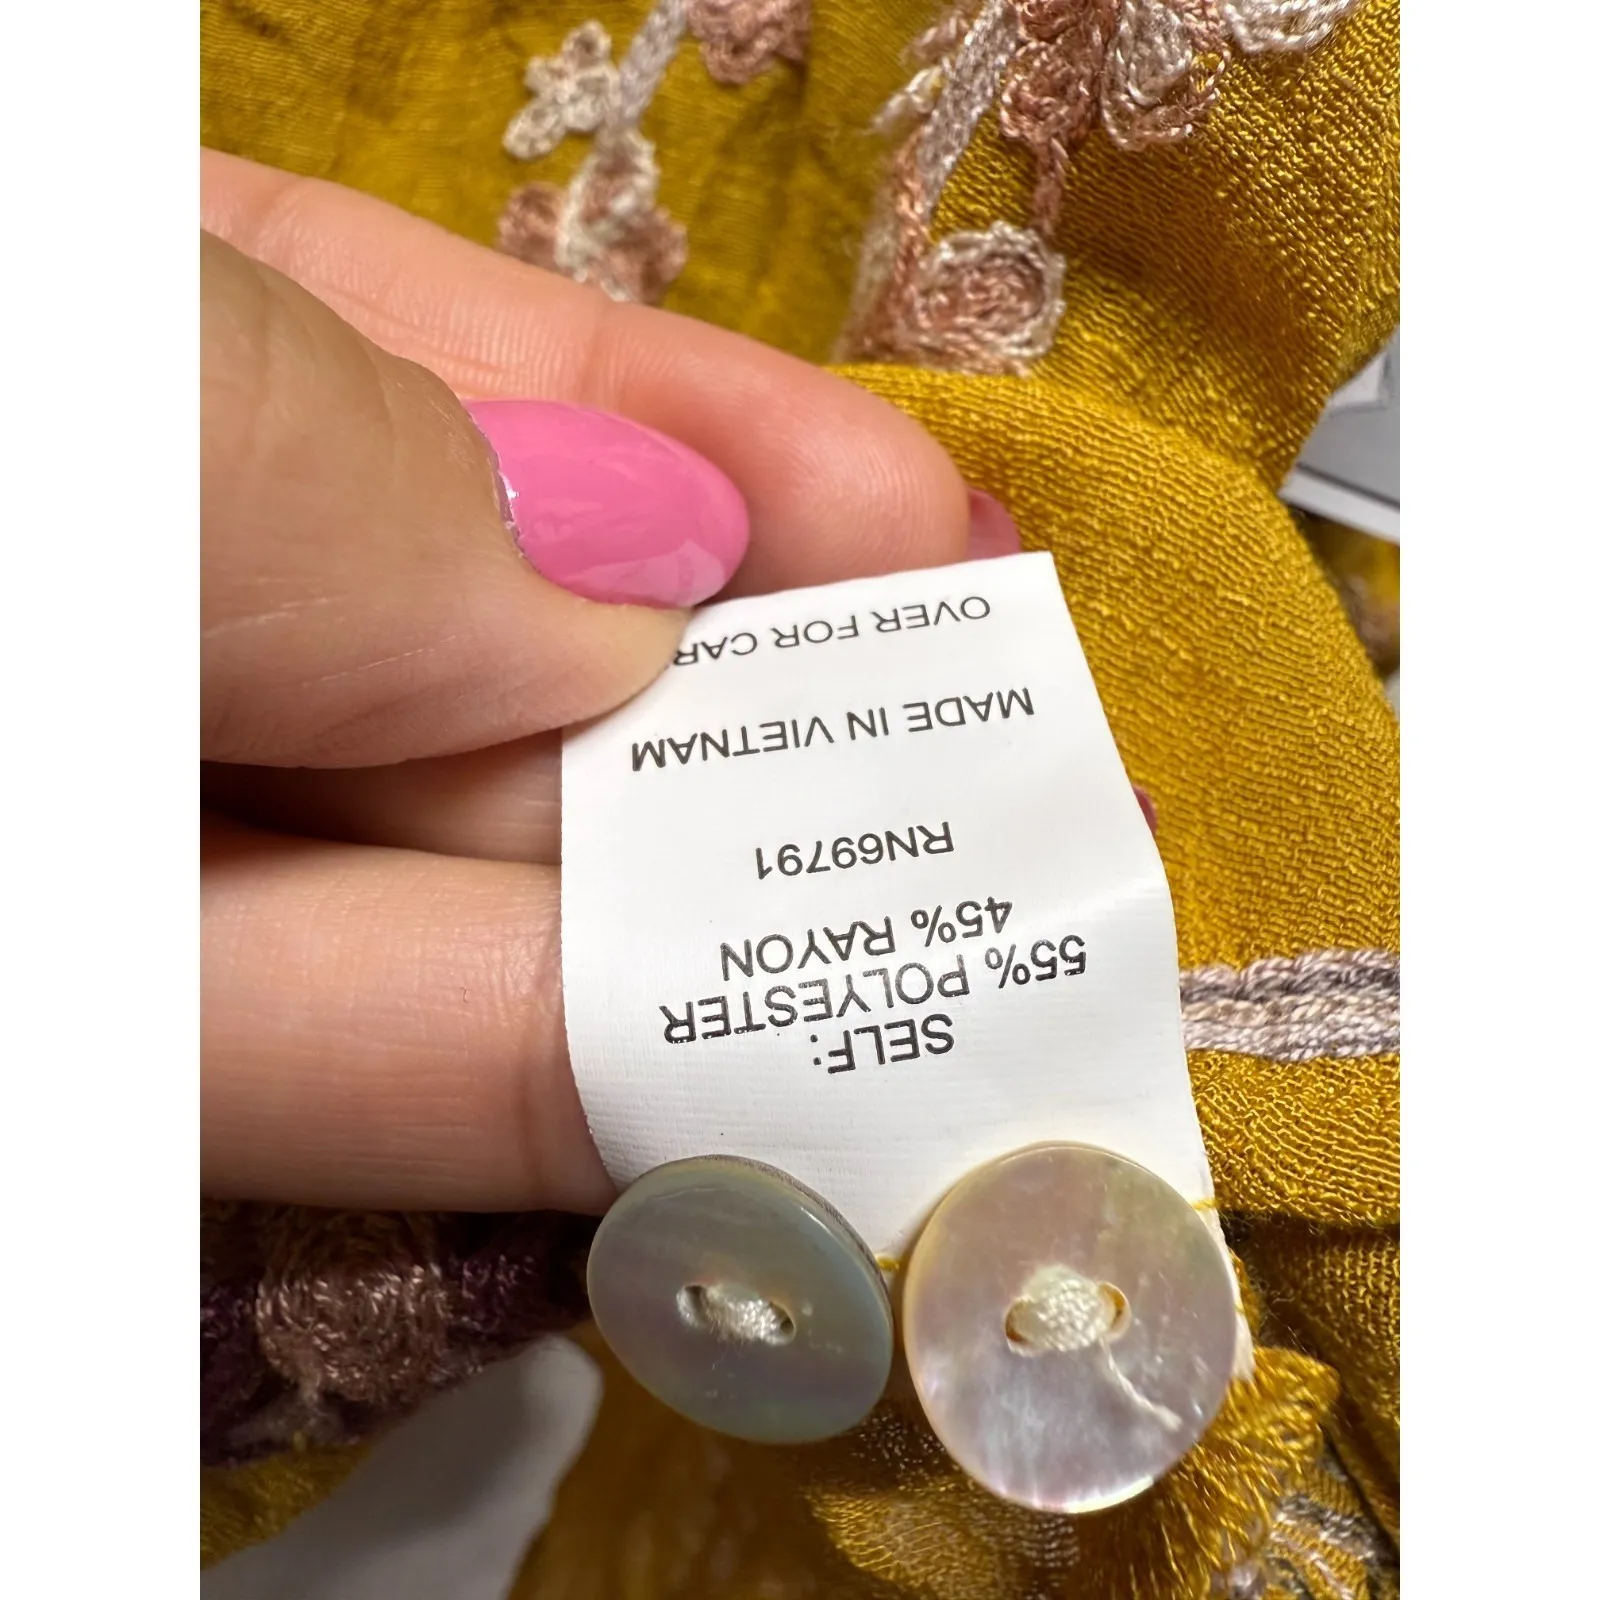 SELF:
55% POLYESTER
45% RAYON
RN69791
MADE IN VIETNAM
OVER FOR